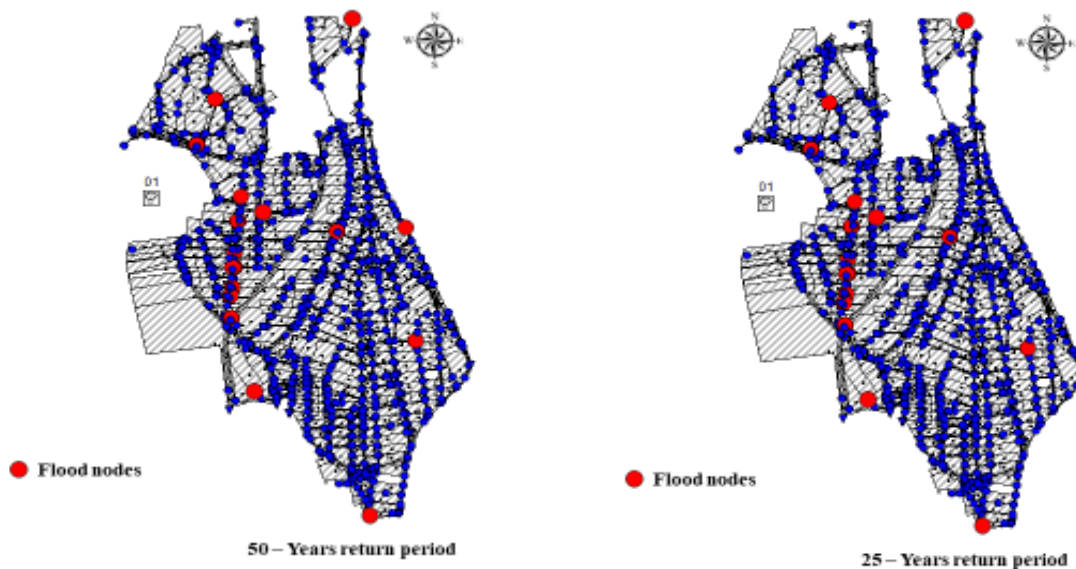 N
W E
S
01
Flood nodes
50 – Years return period
N
W E
S
01
Flood nodes
25 – Years return period